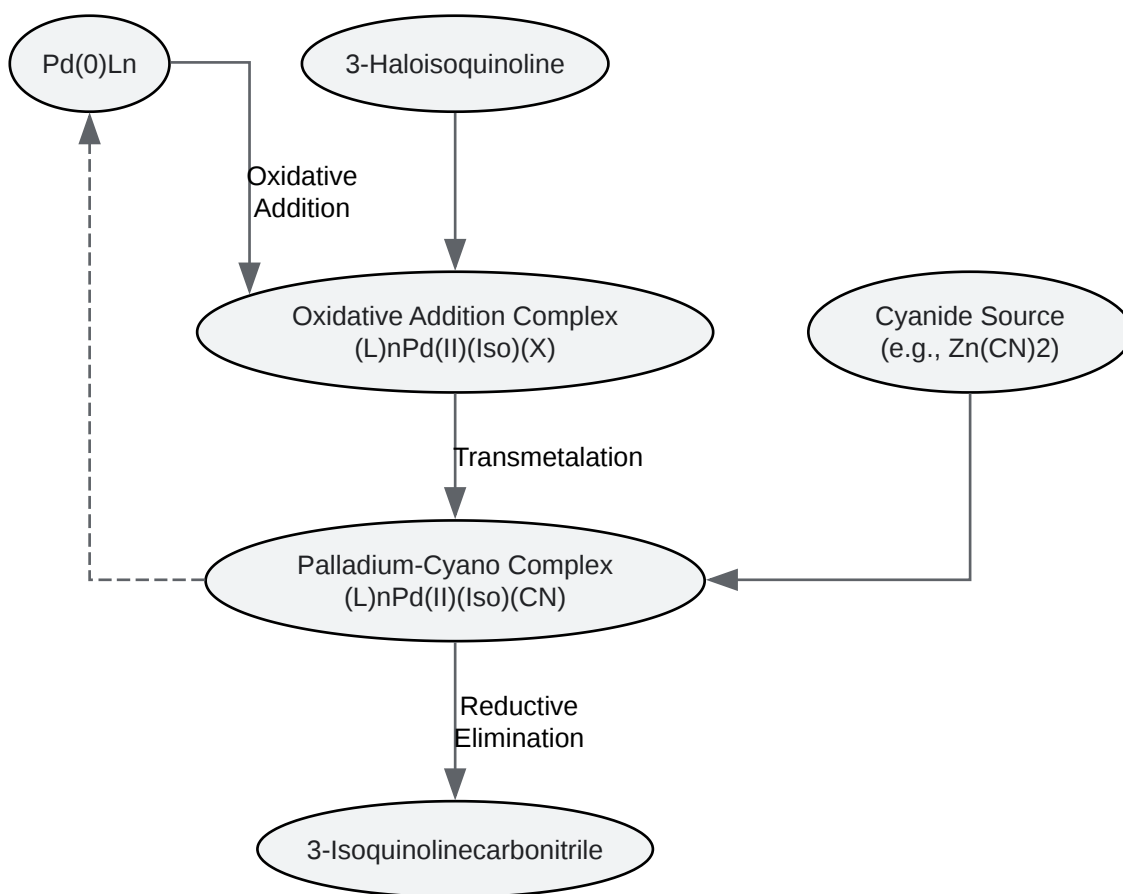 Pd(0)Ln
3-Haloisoquinoline
Oxidative
Addition
Oxidative Addition Complex
(L)nPd(II)(Iso)(X)
Cyanide Source
(e.g., Zn(CN)2)
Transmetalation
Palladium-Cyano Complex
(L)nPd(II)(Iso)(CN)
Reductive
Elimination
3-Isoquinolinecarbonitrile